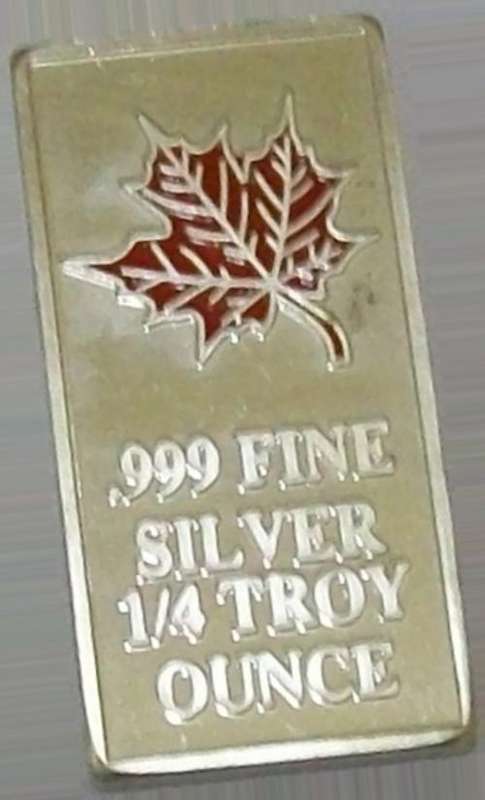 .999 FINE
SILVER
1/4 TROY
OUNCE